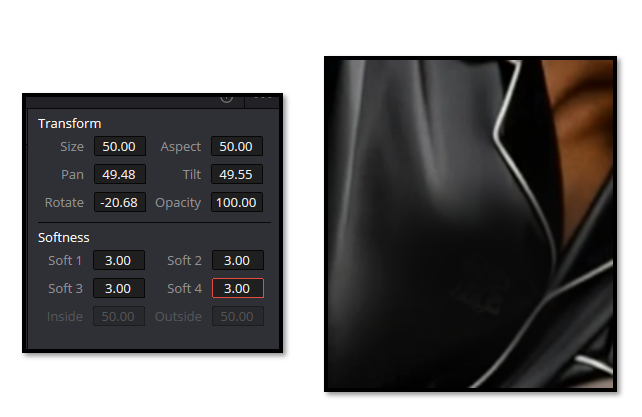 Transform
Size 50.00 Aspect 50.00
Pan 49.48 Tilt 49.55
Rotate -20.68 Opacity 100.00
Softness
Soft 1 3.00 Soft 2 3.00
Soft 3 3.00 Soft 4 3.00
Inside 50.00 Outside 50.00